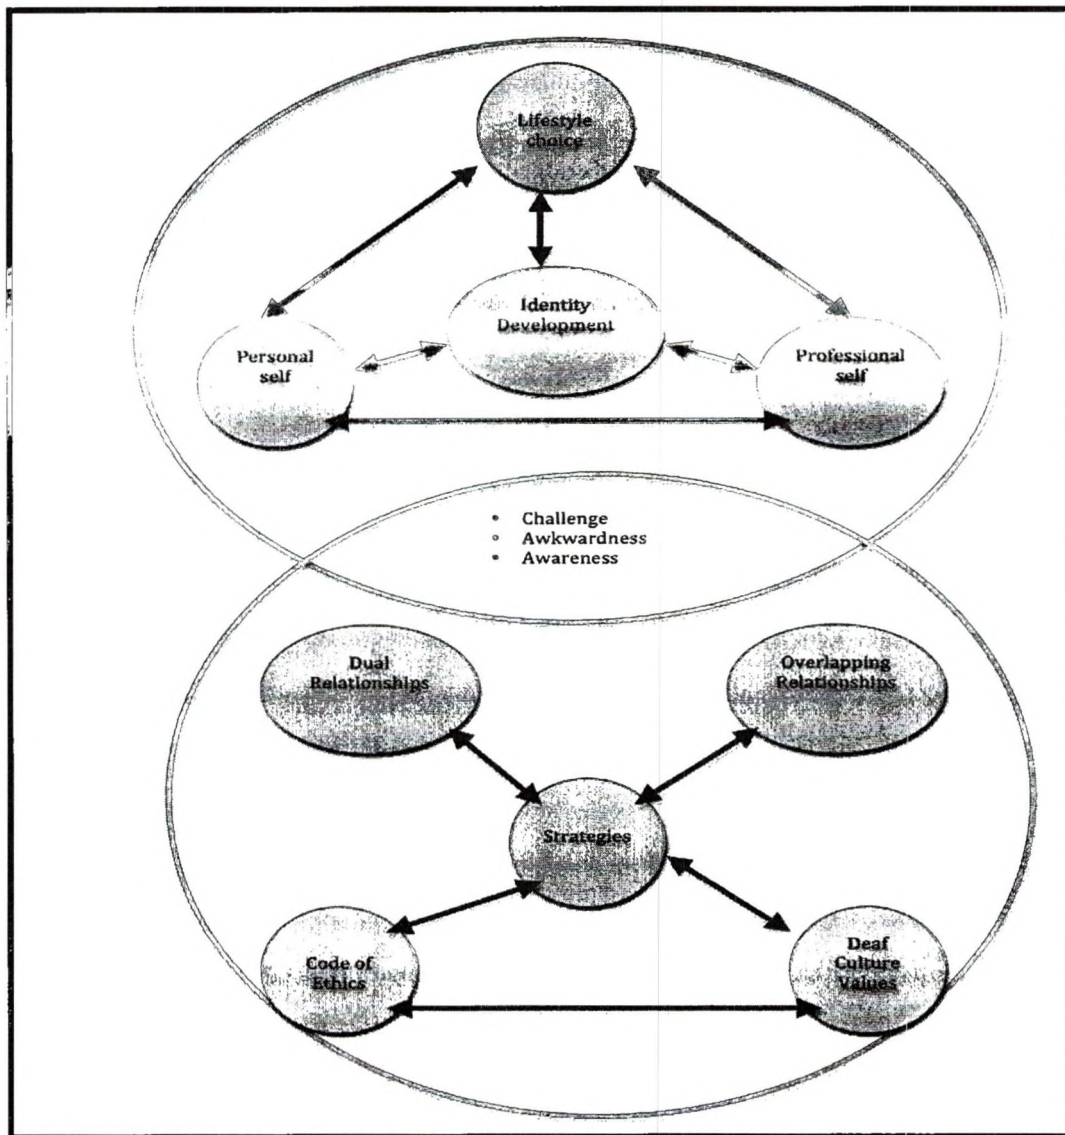 Lifestyle
choice
Identity
Development
Personal
self
Professional
self
• Challenge
• Awkwardness
• Awareness
Dual
Relationships
Overlapping
Relationships
Strategies
Code of
Ethics
Deaf
Culture
Values